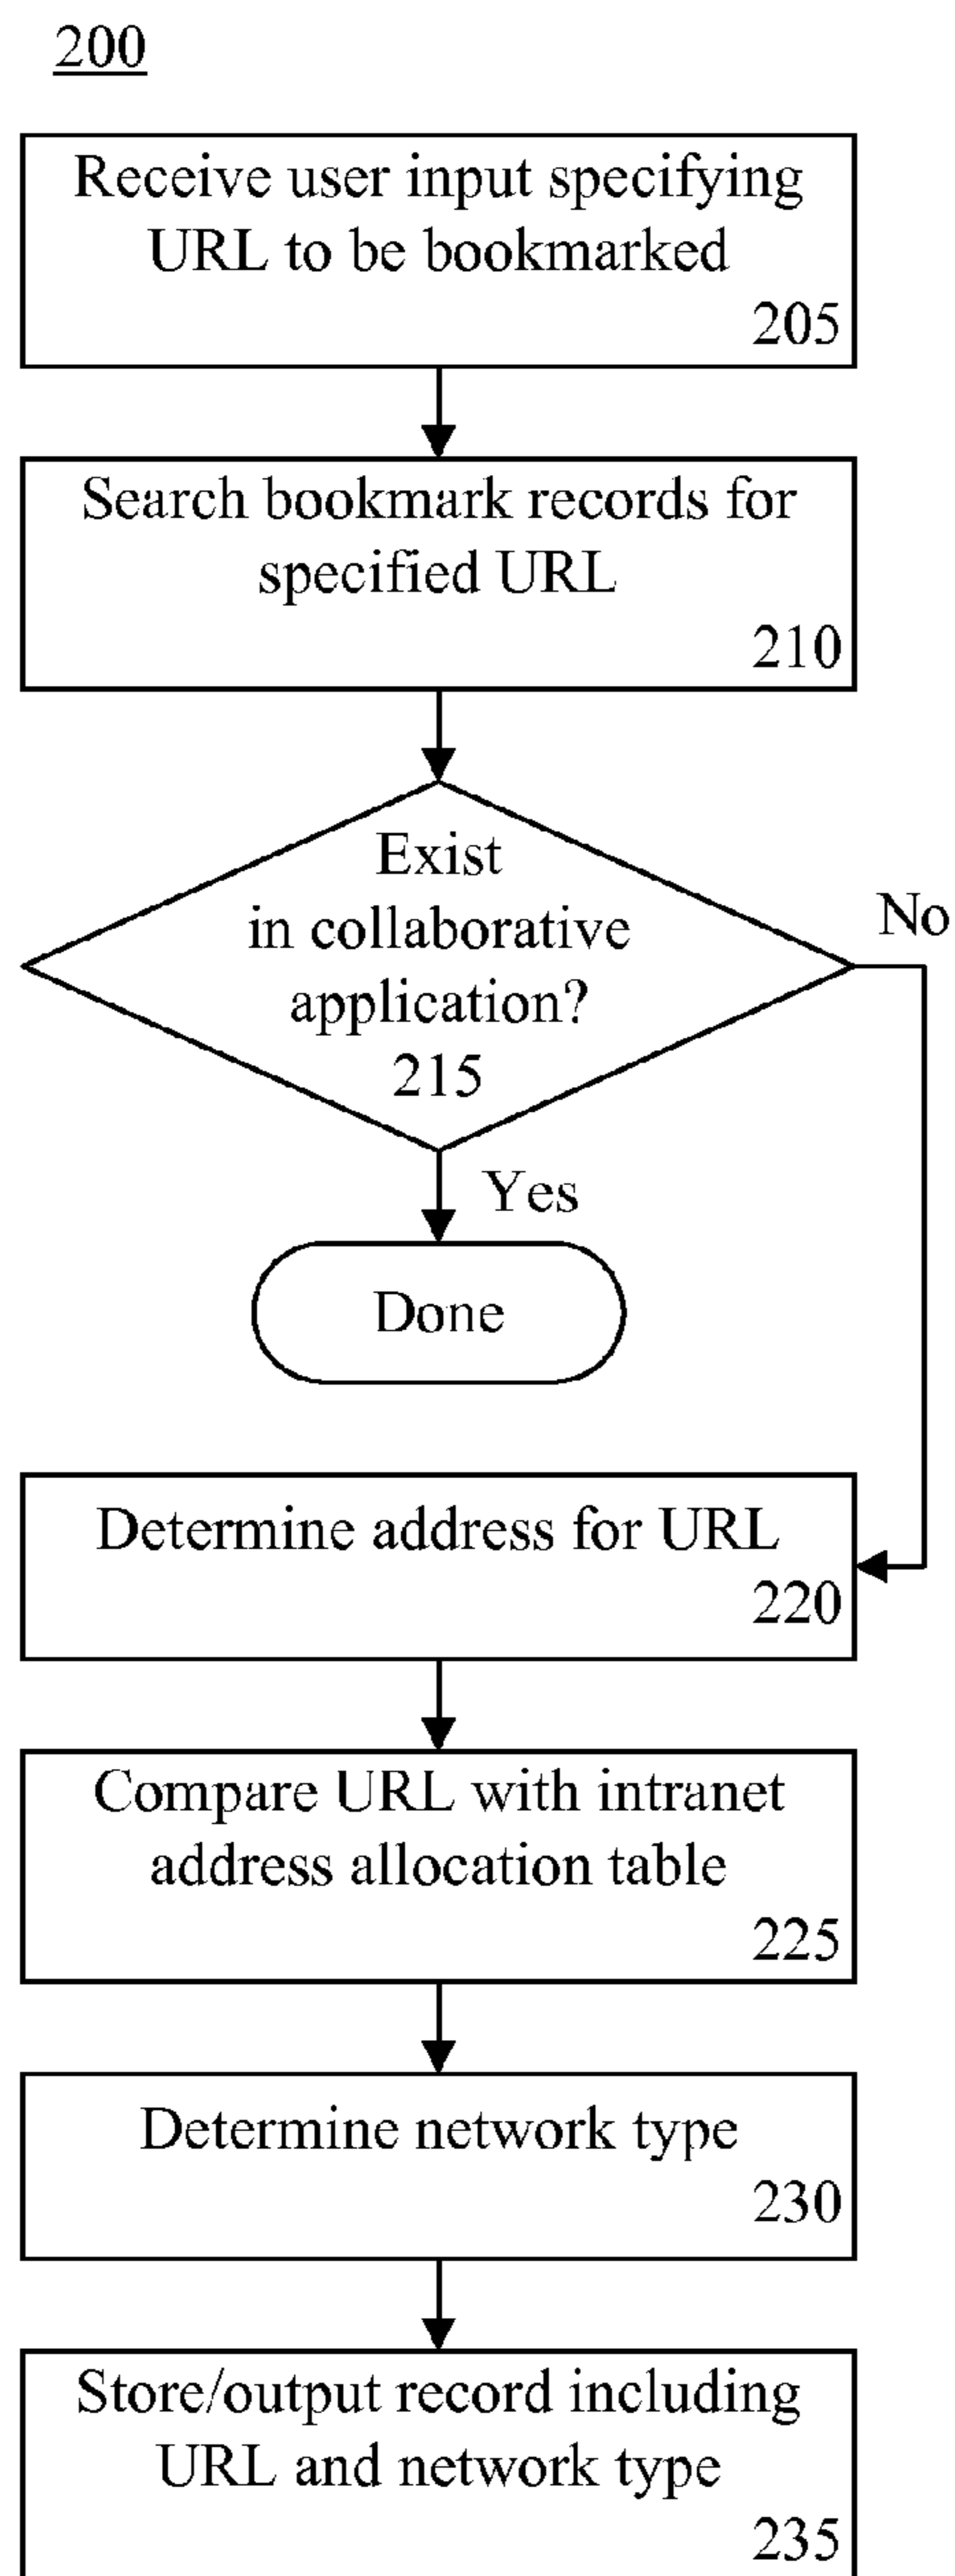 200
Receive user input specifying
URL to be bookmarked
205
Search bookmark records for
specified URL
210
Exist
in collaborative
application?
215
No
Yes
Done
Determine address for URL
220
Compare URL with intranet
address allocation table
225
Determine network type
230
Store/output record including
URL and network type
235